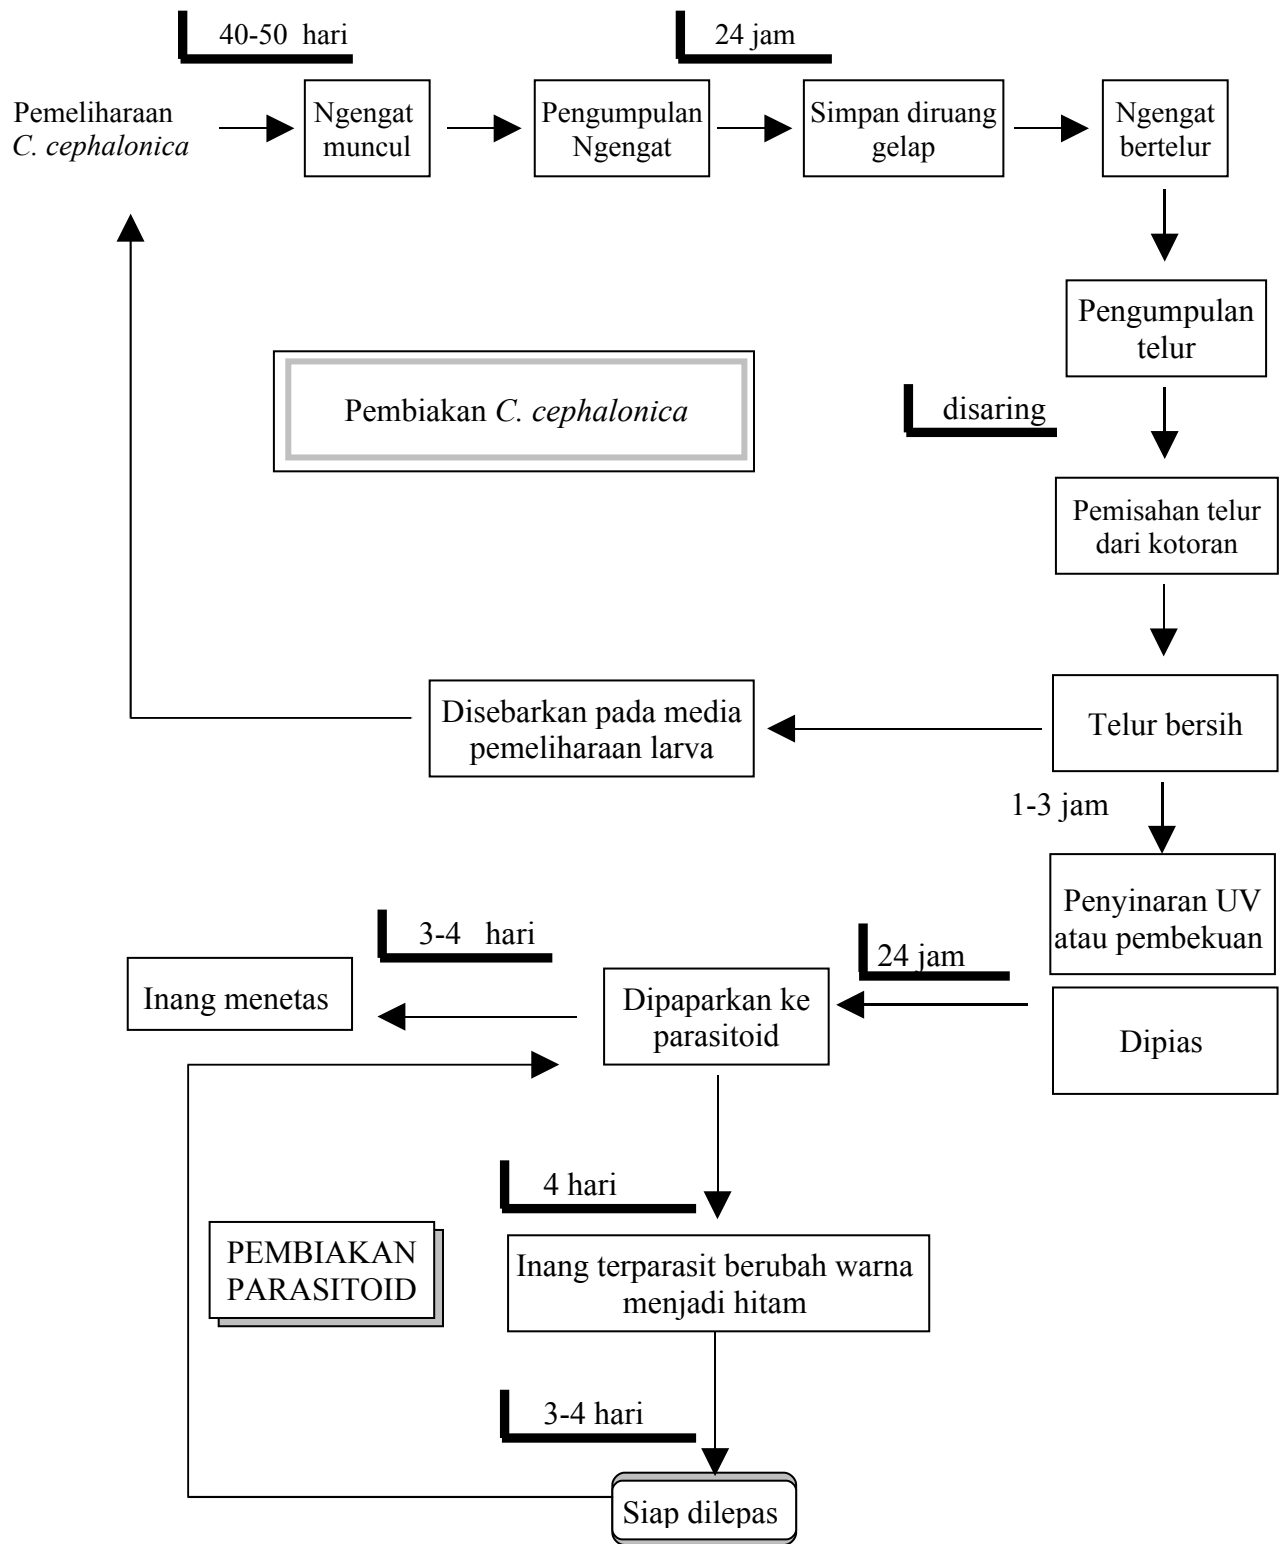 40-50 hari
24 jam
Pemeliharaan
C. cephalonica
Ngengat
muncul
Pengumpulan
Ngengat
Simpan diruang
gelap
Ngengat
bertelur
Pengumpulan
telur
disaring
Pembiakan C. cephalonica
Pemisahan telur
dari kotoran
Disebarkan pada media
pemeliharaan larva
Telur bersih
1-3 jam
Penyinaran UV
atau pembekuan
3-4 hari
24 jam
Inang menetas
Dipaparkan ke
parasitoid
Dipias
4 hari
PEMBIAKAN
PARASITOID
Inang terparasit berubah warna
menjadi hitam
3-4 hari
Siap dilepas